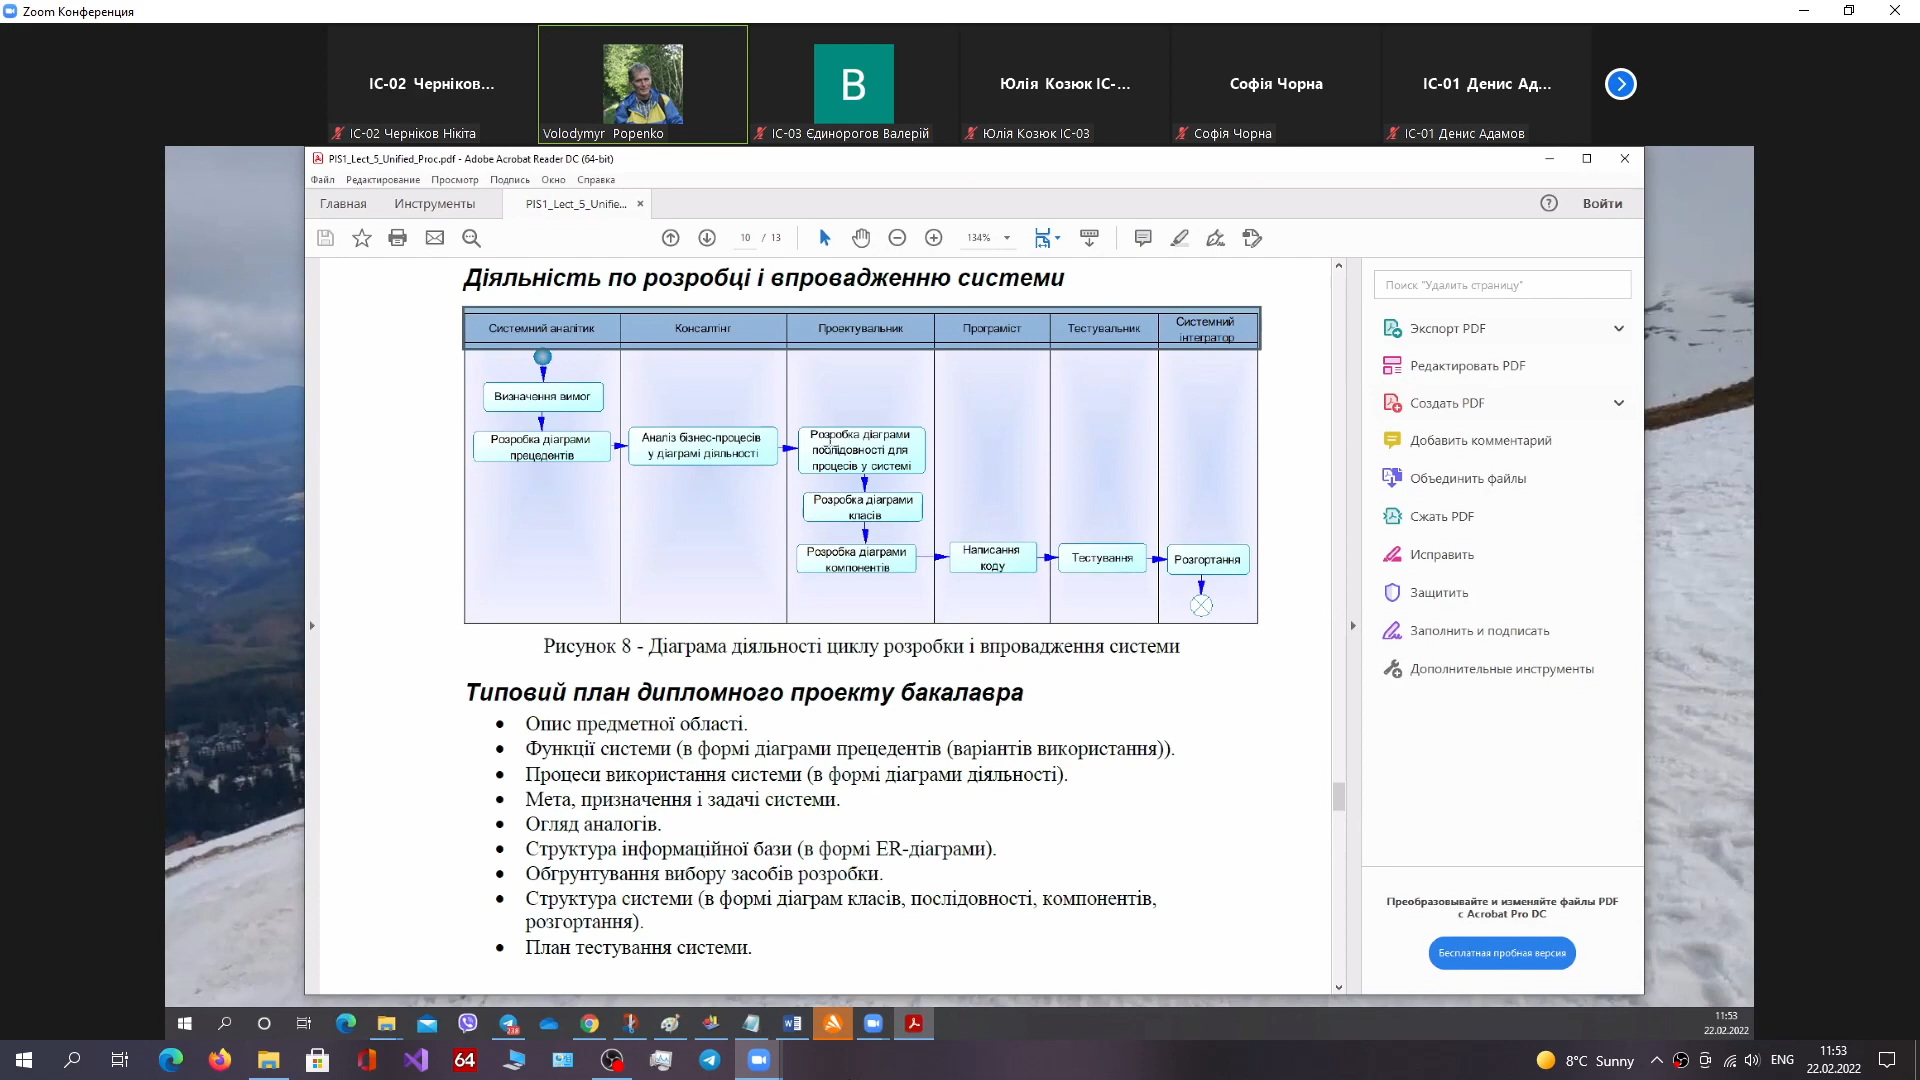 Zoom Конференция
ІС-02 Черніков...
В
Юлія Козюк ІС-...
Софія Чорна
ІС-01 Денис Ад...
ІС-02 Черніков Нікіта
Volodymyr Popenko
ІС-03 Єдинорогов Валерій
Юлія Козюк ІС-03
Софія Чорна
ІС-01 Денис Адамов
PIS1_Lect_5_Unified_Proc.pdf - Adobe Acrobat Reader DC (64-bit)
Файл Редактирование Просмотр Подпись Окно Справка
Главная Инструменты PIS1_Lect_5_Unifie... Войти
10 / 13 134%
Діяльність по розробці і впровадженню системи
Системний аналітик
Консалтінг
Проектувальник
Програміст
Тестувальник
Системний
інтегратор
Визначення вимог
Розробка діаграми
прецедентів
Аналіз бізнес-процесів
у діаграмі діяльності
Розробка діаграми
послідовності для
процесів у системі
Розробка діаграми
класів
Розробка діаграми
компонентів
Написання
коду
Тестування
Розгортання
Рисунок 8 - Діаграма діяльності циклу розробки і впровадження системи
Типовий план дипломного проекту бакалавра
• Опис предметної області.
• Функції системи (в формі діаграми прецедентів (варіантів використання)).
• Процеси використання системи (в формі діаграми діяльності).
• Мета, призначення і задачі системи.
• Огляд аналогів.
• Структура інформаційної бази (в формі ER-діаграми).
• Обгрунтування вибору засобів розробки.
• Структура системи (в формі діаграм класів, послідовності, компонентів,
розгортання).
• План тестування системи.
Поиск "Удалить страницу"
Экспорт PDF
Редактировать PDF
Создать PDF
Добавить комментарий
Объединить файлы
Сжать PDF
Исправить
Защитить
Заполнить и подписать
Дополнительные инструменты
Преобразовывайте и изменяйте файлы PDF
с Acrobat Pro DC
Бесплатная пробная версия
11:53
22.02.2022
64
8°C Sunny
ENG
11:53
22.02.2022